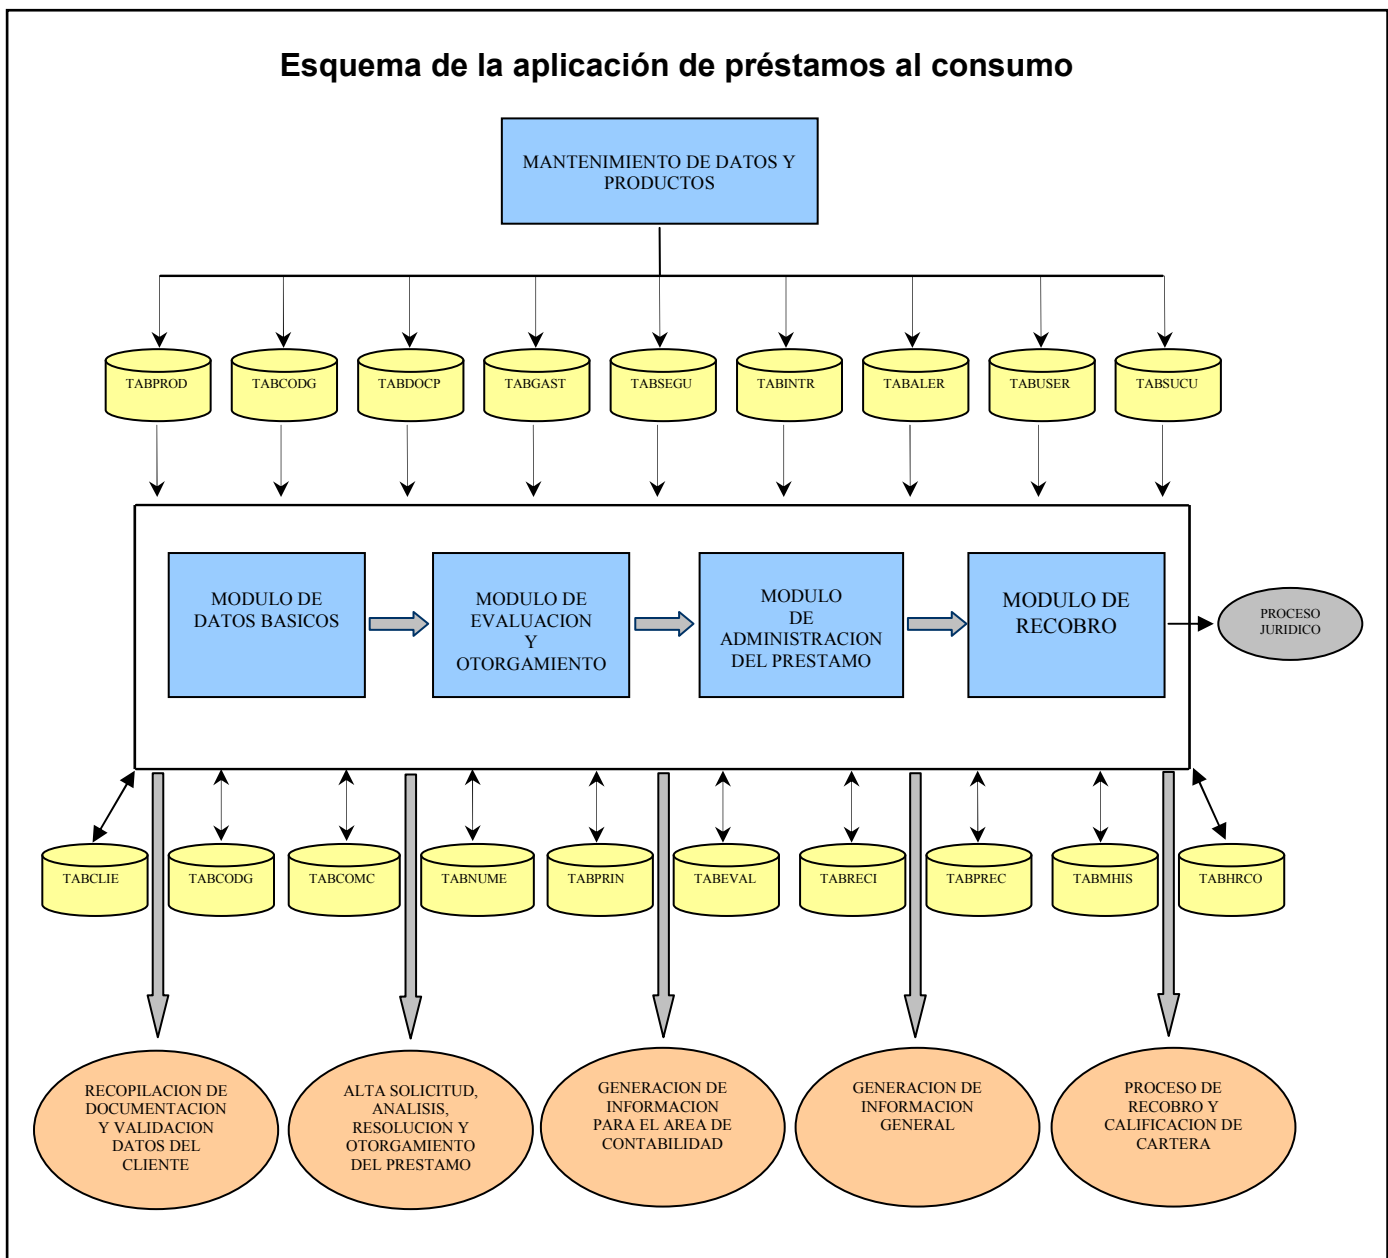 Esquema de la aplicación de préstamos al consumo
MANTENIMIENTO DE DATOS Y
PRODUCTOS
TABPROD
TABCODG
TABDOCP
TABGAST
TABSEGU
TABINTR
TABALER
TABUSER
TABSUCU
MODULO DE
DATOS BASICOS
MODULO DE
EVALUACION
Y
OTORGAMIENTO
MODULO
DE
ADMINISTRACION
DEL PRESTAMO
MODULO DE
RECOBRO
PROCESO
JURIDICO
TABCLIE
TABCODG
TABCOMC
TABNUME
TABPRIN
TABEVAL
TABRECI
TABPREC
TABMHIS
TABHRCO
RECOPILACION DE
DOCUMENTACION
Y VALIDACION
DATOS DEL
CLIENTE
ALTA SOLICITUD,
ANALISIS,
RESOLUCION Y
OTORGAMIENTO
DEL PRESTAMO
GENERACION DE
INFORMACION
PARA EL AREA DE
CONTABILIDAD
GENERACION DE
INFORMACION
GENERAL
PROCESO DE
RECOBRO Y
CALIFICACION DE
CARTERA